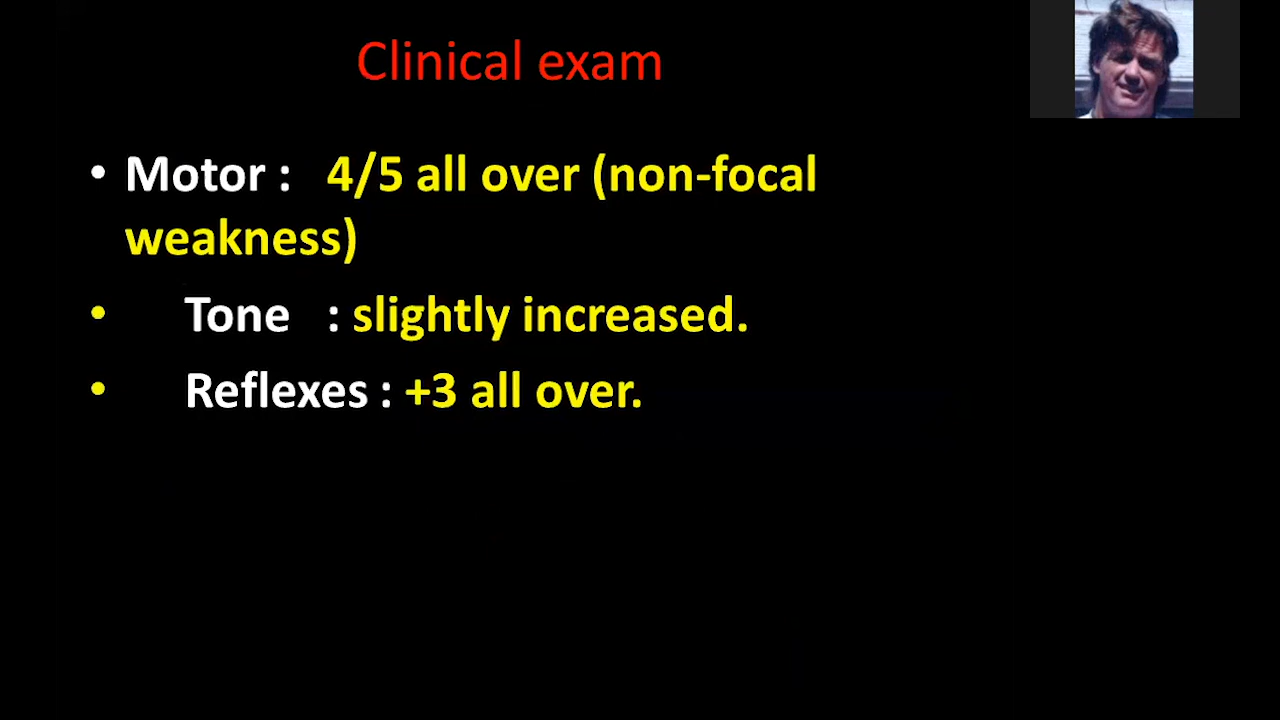 Clinical exam
• Motor : 4/5 all over (non-focal
weakness)
• Tone : slightly increased.
• Reflexes : +3 all over.